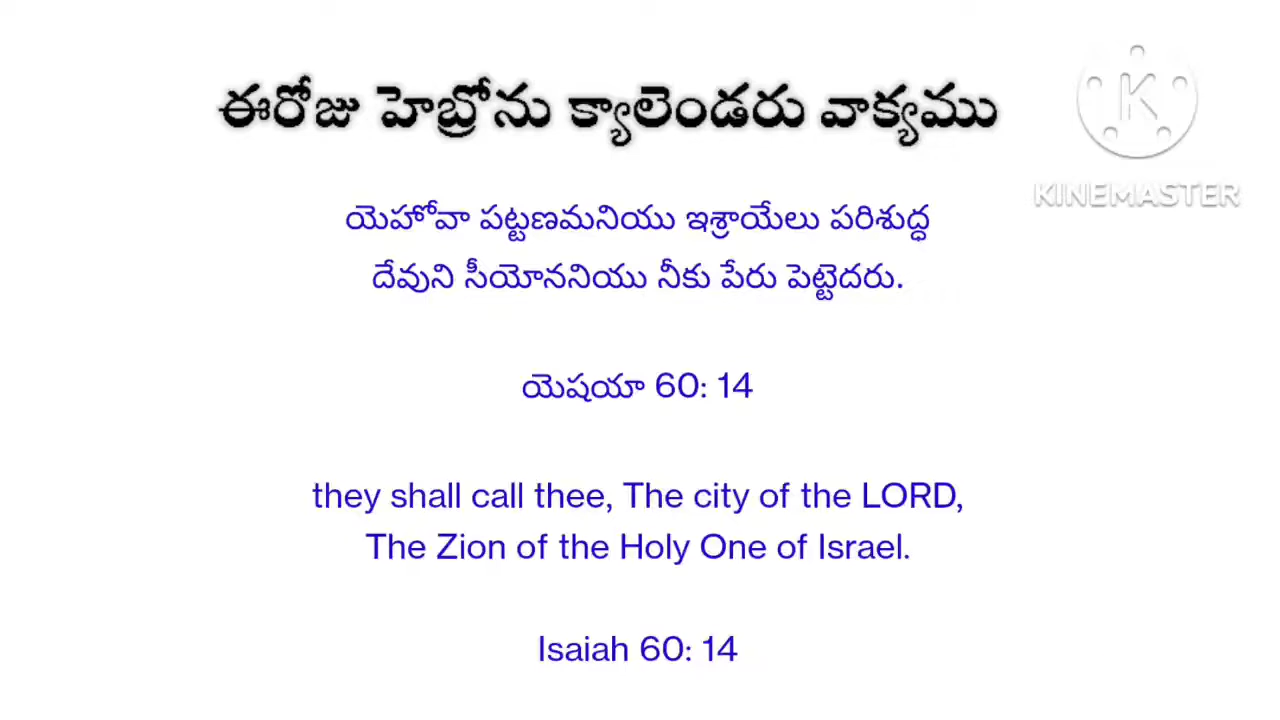 ఈరోజు హెబ్రోను క్యాలెండరు వాక్యము
K
KINEMASTER
యెహోవా పట్టణమనియు ఇశ్రాయేలు పరిశుద్ధ
దేవుని సీయోననియు నీకు పేరు పెట్టెదరు.
యెషయా 60: 14
they shall call thee, The city of the LORD,
The Zion of the Holy One of Israel.
Isaiah 60: 14